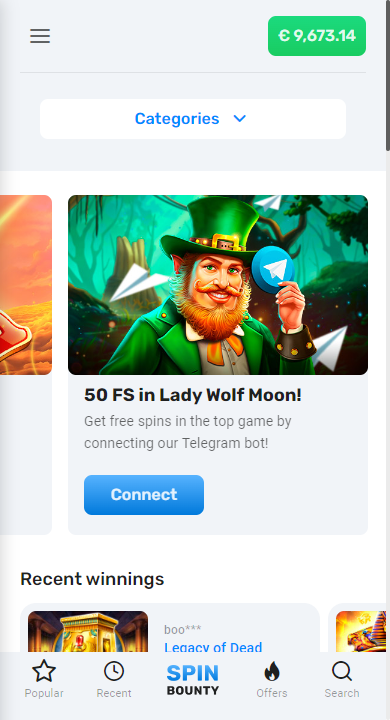 € 9,673.14
Categories
50 FS in Lady Wolf Moon!
Get free spins in the top game by
connecting our Telegram bot!
Connect
Recent winnings
boo***
Legacy of Dead
Popular
Recent
SPIN
BOUNTY
Offers
Search